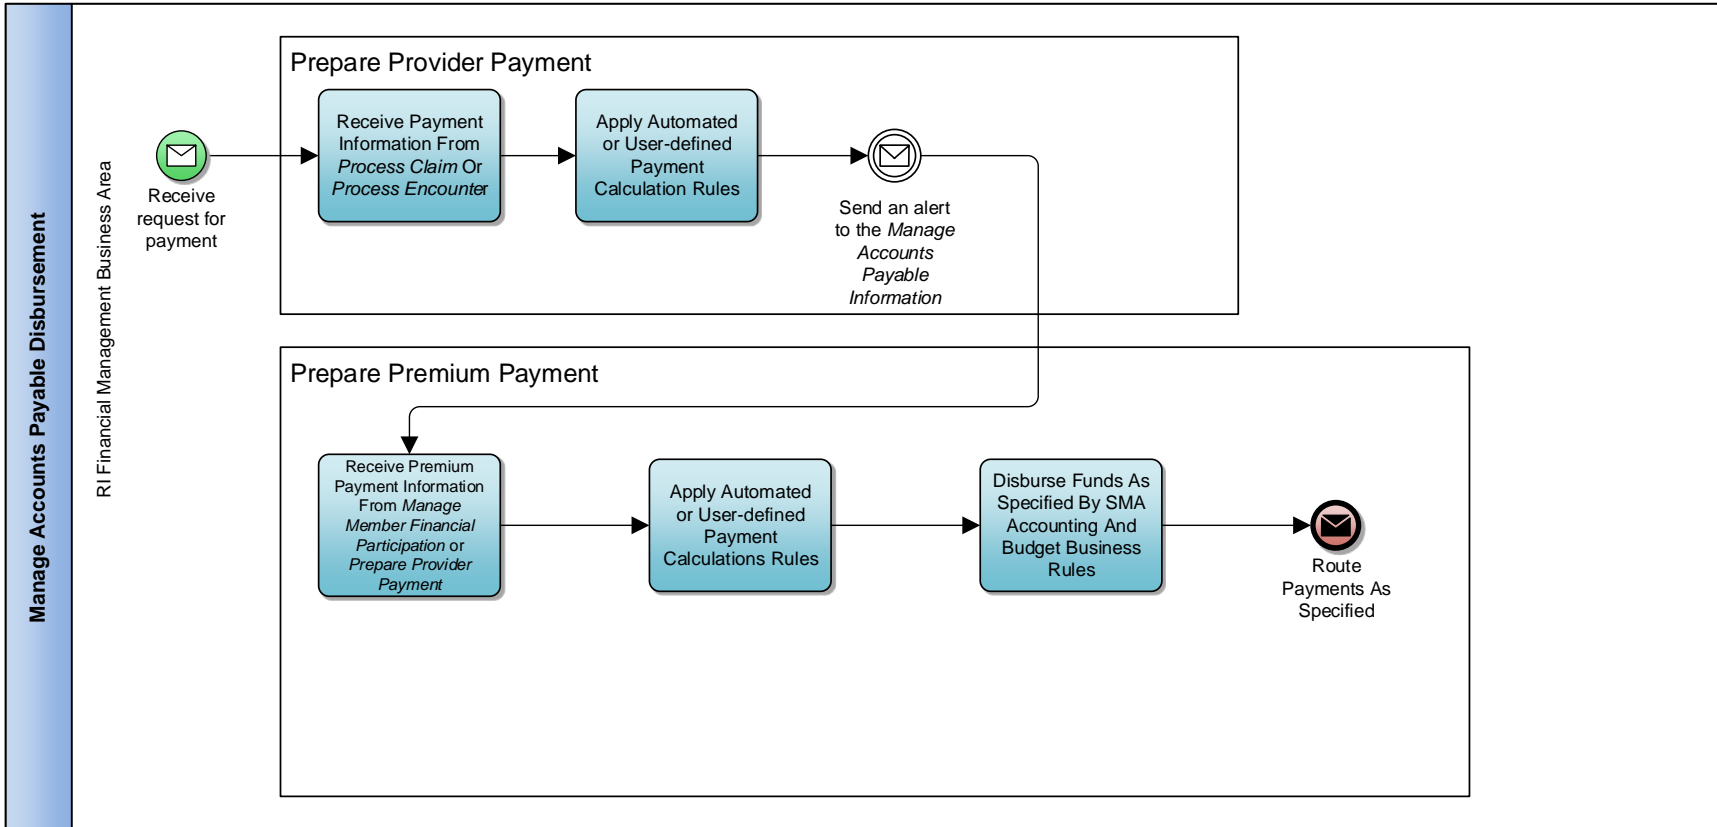 Manage Accounts Payable Disbursement
RI Financial Management Business Area
Receive
request for
payment
Prepare Provider Payment
Receive Payment
Information From
Process Claim Or
Process Encounter
Apply Automated
or User-defined
Payment
Calculation Rules
Send an alert
to the Manage
Accounts
Payable
Information
Prepare Premium Payment
Receive Premium
Payment Information
From Manage
Member Financial
Participation or
Prepare Provider
Payment
Apply Automated
or User-defined
Payment
Calculations Rules
Disburse Funds As
Specified By SMA
Accounting And
Budget Business
Rules
Route
Payments As
Specified